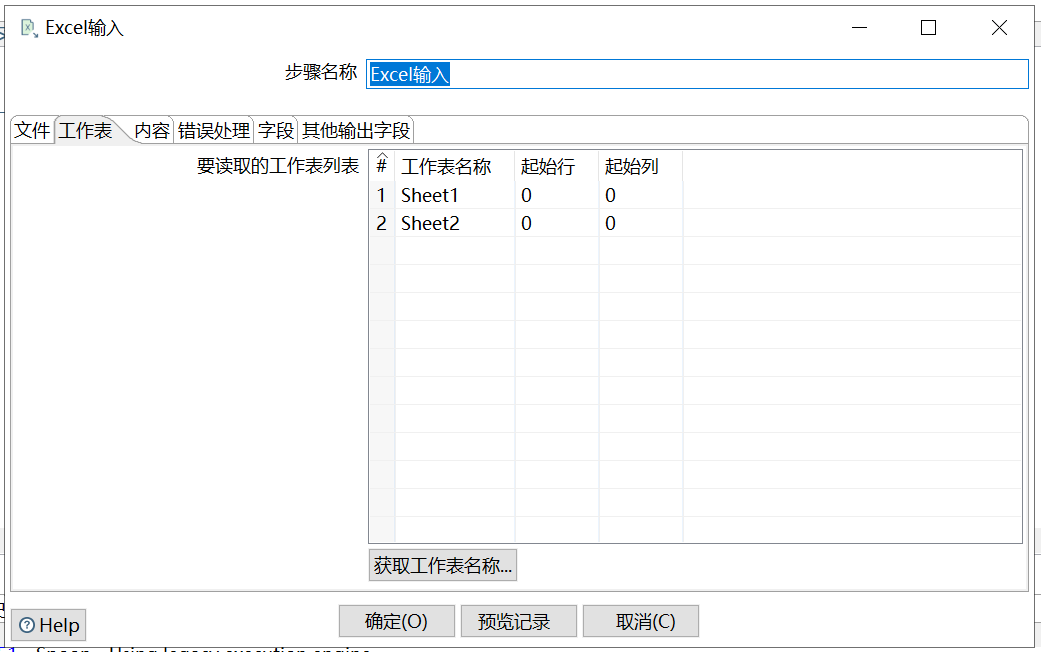 Excel输入
步骤名称 Excel输入
文件 工作表 内容 错误处理 字段 其他输出字段
要读取的工作表列表 # 工作表名称 起始行 起始列
1 Sheet1 0 0
2 Sheet2 0 0
获取工作表名称...
Help 确定(O) 预览记录 取消(C)